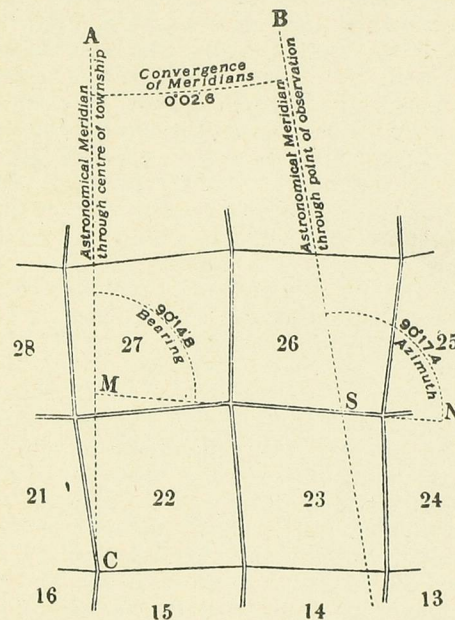 B
A
Convergence
of Meridians
0°02.6
Astronomical Meridian
through centre of township
Astronomical Meridian
through point of observation
28
27
90°14.8
Bearing
26
90°17.4
Azimuth
25
M
S
N
21
22
23
24
C
16
15
14
13